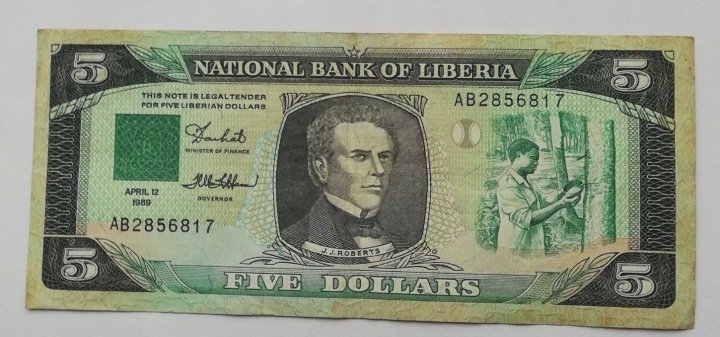 5
NATIONAL BANK OF LIBERIA
5
THIS NOTE IS LEGAL TENDER
FOR FIVE LIBERIAN DOLLARS
AB2856817
MINISTER OF FINANCE
GOVERNOR
APRIL 12
1989
AB2856817
J.J. ROBERTS
5
FIVE DOLLARS
5